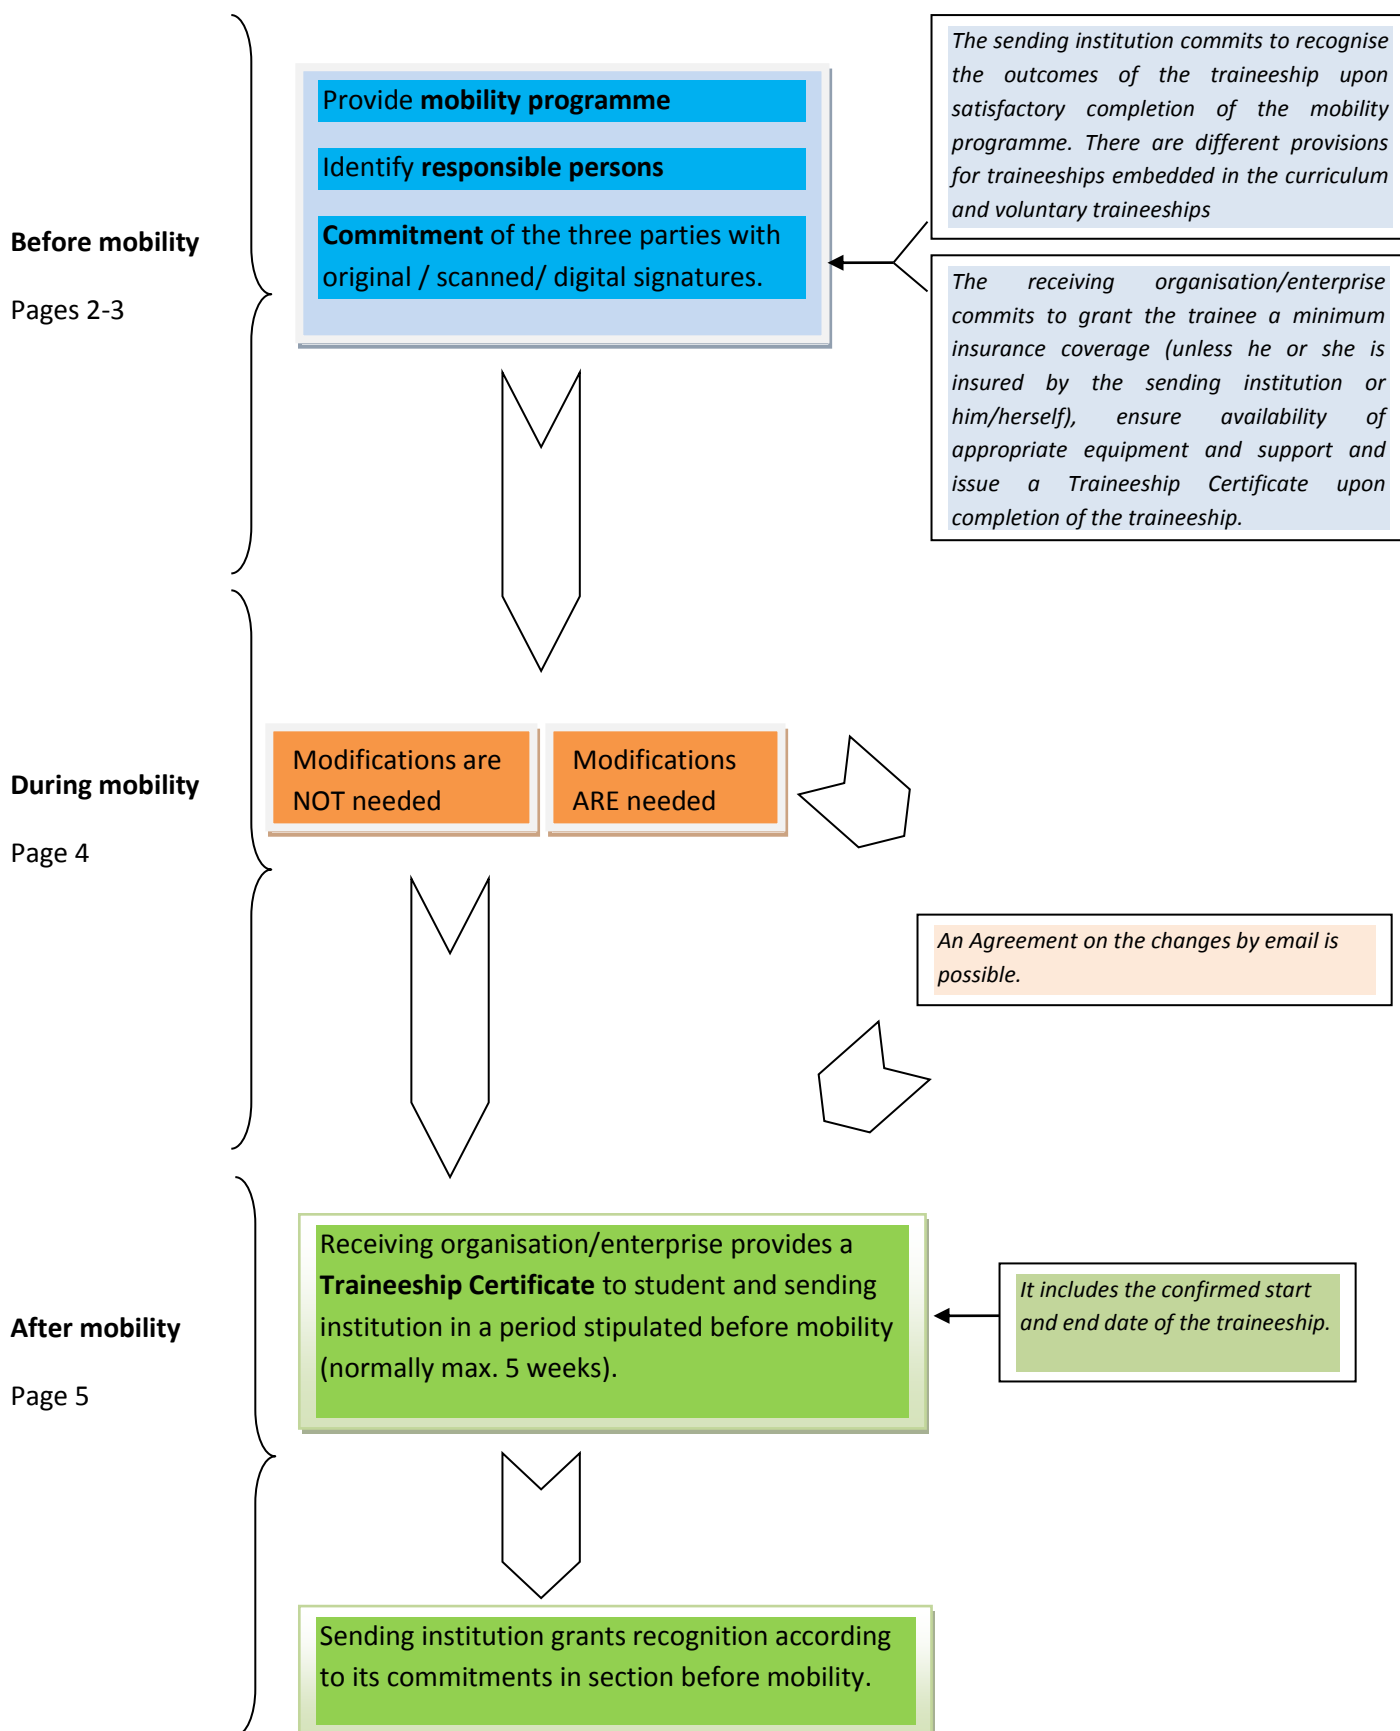 Provide mobility programme
Identify responsible persons
Commitment of the three parties with
original / scanned/ digital signatures.
The sending institution commits to recognise
the outcomes of the traineeship upon
satisfactory completion of the mobility
programme. There are different provisions
for traineeships embedded in the curriculum
and voluntary traineeships
Before mobility
Pages 2-3
The receiving organisation/enterprise
commits to grant the trainee a minimum
insurance coverage (unless he or she is
insured by the sending institution or
him/herself), ensure availability of
appropriate equipment and support and
issue a Traineeship Certificate upon
completion of the traineeship.
During mobility
Page 4
Modifications are
NOT needed
Modifications
ARE needed
An Agreement on the changes by email is
possible.
After mobility
Page 5
Receiving organisation/enterprise provides a
Traineeship Certificate to student and sending
institution in a period stipulated before mobility
(normally max. 5 weeks).
It includes the confirmed start
and end date of the traineeship.
Sending institution grants recognition according
to its commitments in section before mobility.